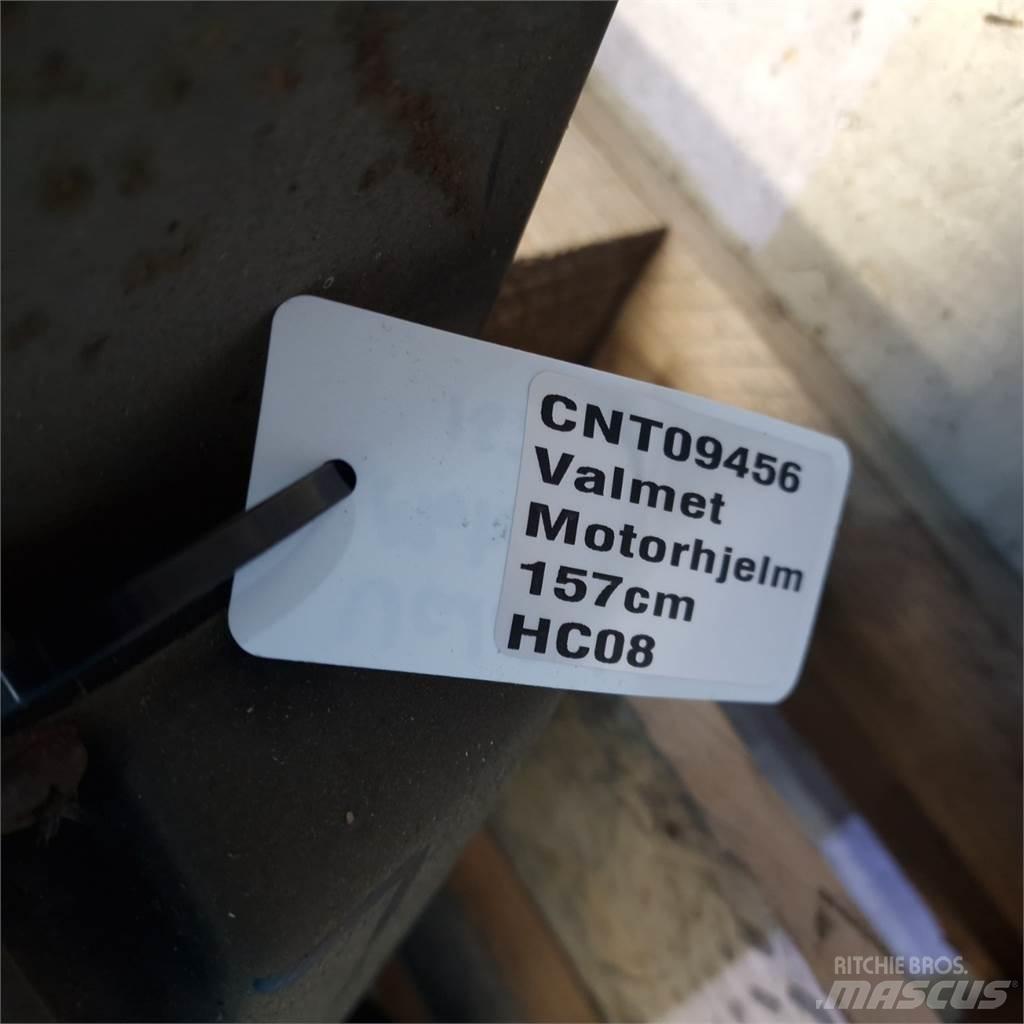 CNT09456
Valmet
Motorhjelm
157cm
HC08
RITCHIE BROS.
MASCUS